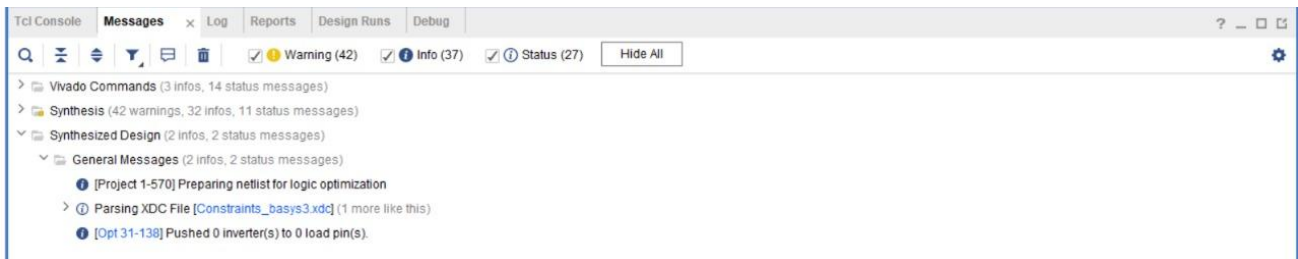 Tcl Console Messages × Log Reports Design Runs Debug ? _
Warning (42) Info (37) Status (27) Hide All
Vivado Commands (3 infos, 14 status messages)
Synthesis (42 warnings, 32 infos, 11 status messages)
Synthesized Design (2 infos, 2 status messages)
General Messages (2 infos, 2 status messages)
[Project 1-570] Preparing netlist for logic optimization
Parsing XDC File [Constraints_basys3.xdc] (1 more like this)
[Opt 31-138] Pushed 0 inverter(s) to 0 load pin(s).